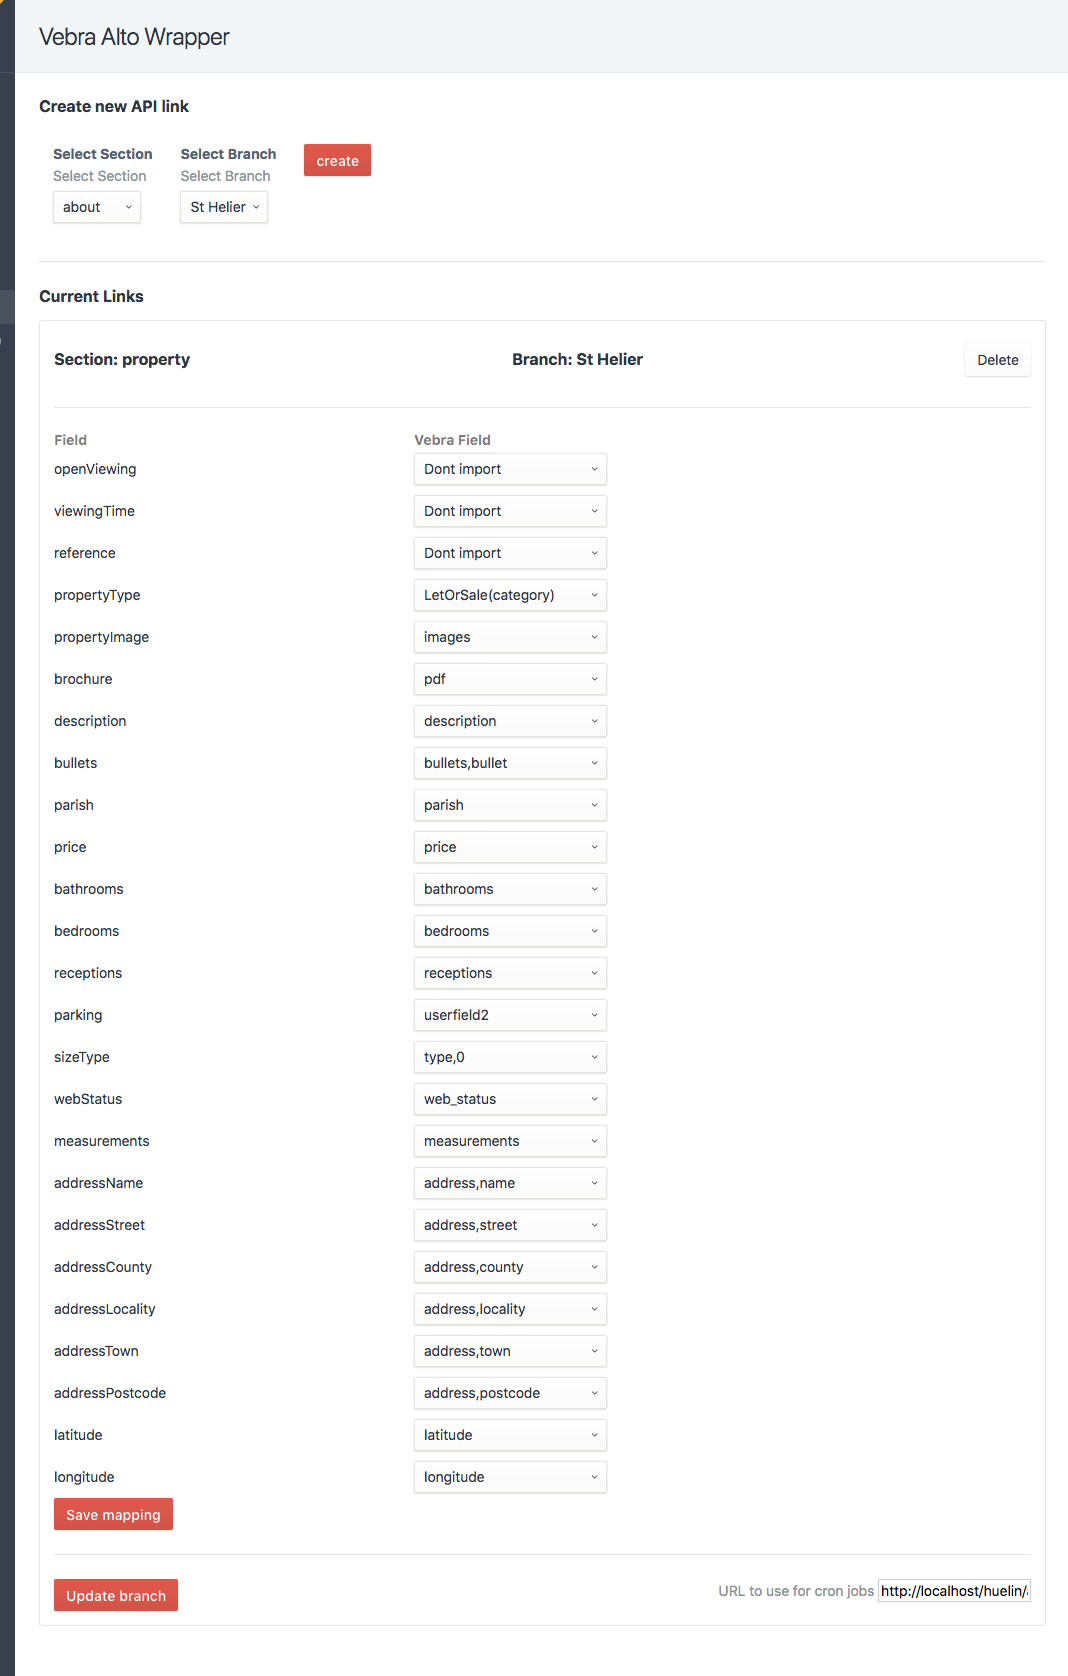 Vebra Alto Wrapper
Create new API link
Select Section Select Branch create
Select Section Select Branch
about St Helier
Current Links
Section: property Branch: St Helier Delete
Field Vebra Field
openViewing Dont import
viewingTime Dont import
reference Dont import
propertyType LetOrSale(category)
propertyImage images
brochure pdf
description description
bullets bullets,bullet
parish parish
price price
bathrooms bathrooms
bedrooms bedrooms
receptions receptions
parking userfield2
sizeType type,0
webStatus web_status
measurements measurements
addressName address,name
addressStreet address,street
addressCounty address,county
addressLocality address,locality
addressTown address,town
addressPostcode address,postcode
latitude latitude
longitude longitude
Save mapping
Update branch URL to use for cron jobs http://localhost/huelin/